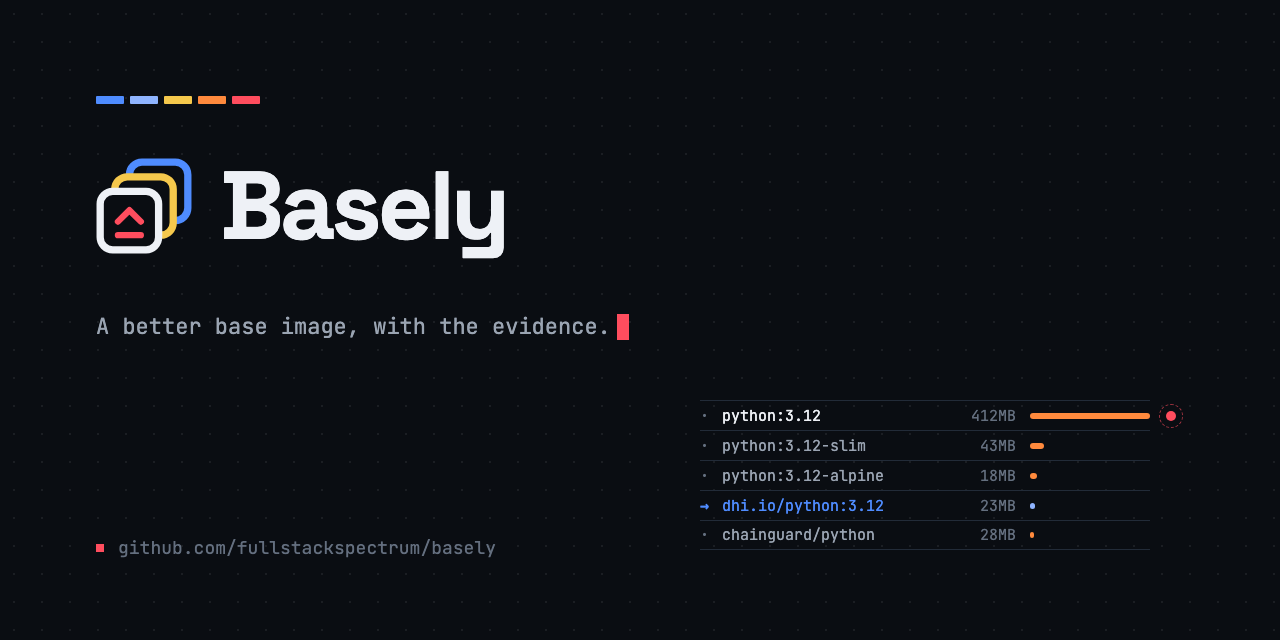 Basely
A better base image, with the evidence.
· python:3.12 412MB
· python:3.12-slim 43MB
· python:3.12-alpine 18MB
→ dhi.io/python:3.12 23MB
· chainguard/python 28MB
github.com/fullstackspectrum/basely